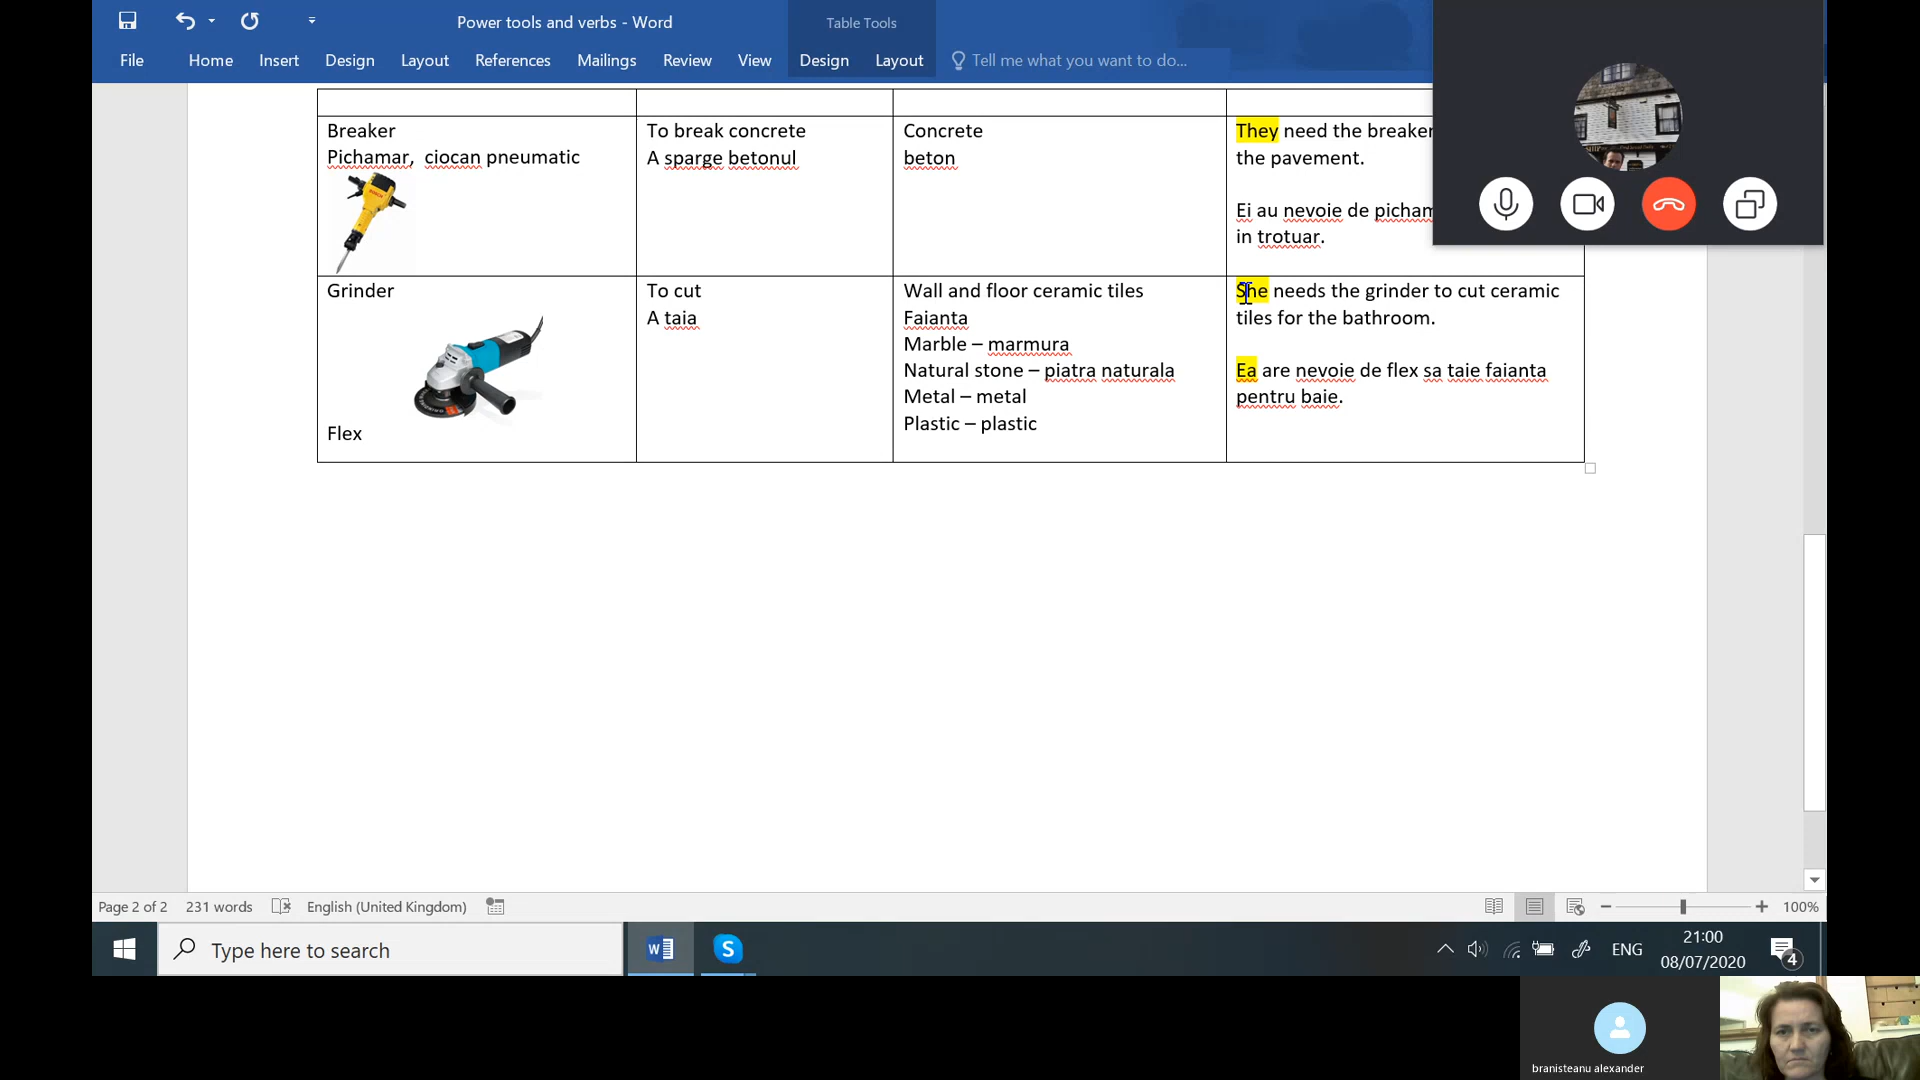 Power tools and verbs - Word
Table Tools
File
Home
Insert
Design
Layout
References
Mailings
Review
View
Design
Layout
Tell me what you want to do...
Breaker
Pichamar, ciocan pneumatic
To break concrete
A sparge betonul
Concrete
beton
They need the breaker
the pavement.
Ei au nevoie de picham
in trotuar.
Grinder
Flex
To cut
A taia
Wall and floor ceramic tiles
Faianta
Marble – marmura
Natural stone – piatra naturala
Metal – metal
Plastic – plastic
She needs the grinder to cut ceramic
tiles for the bathroom.
Ea are nevoie de flex sa taie faianta
pentru baie.
Page 2 of 2
231 words
English (United Kingdom)
100%
Type here to search
ENG
21:00
08/07/2020
4
branisteanu alexander